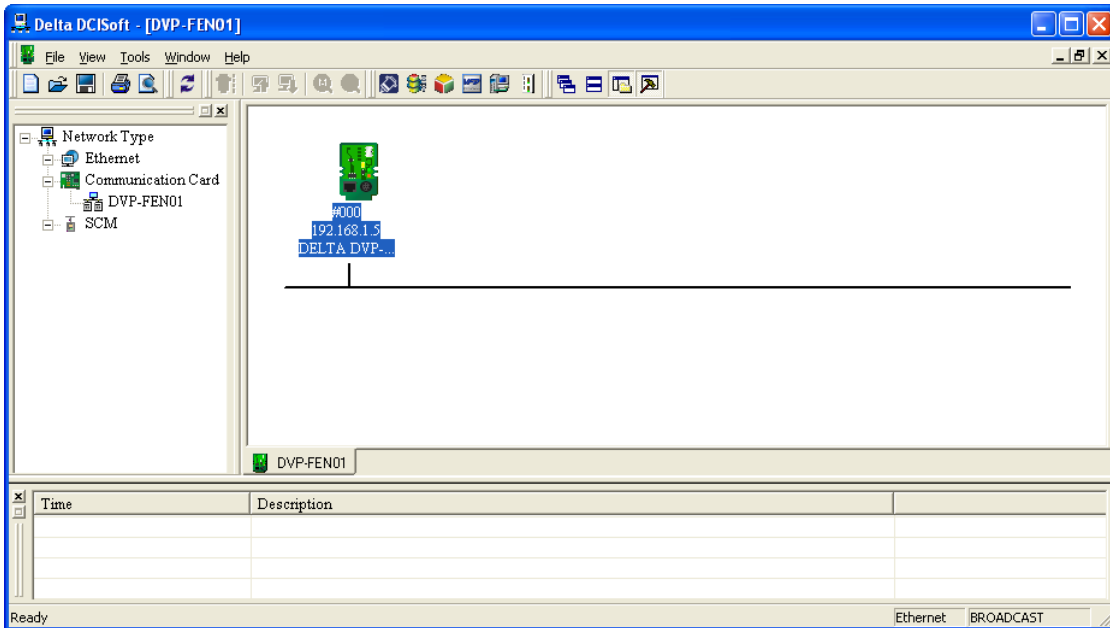 Delta DCISoft - [DVP-FEN01]
File View Tools Window Help
Network Type
Ethernet
Communication Card
DVP-FEN01
SCM
#000
192.168.1.5
DELTA DVP-...
DVP-FEN01
Time Description
Ready Ethernet BROADCAST